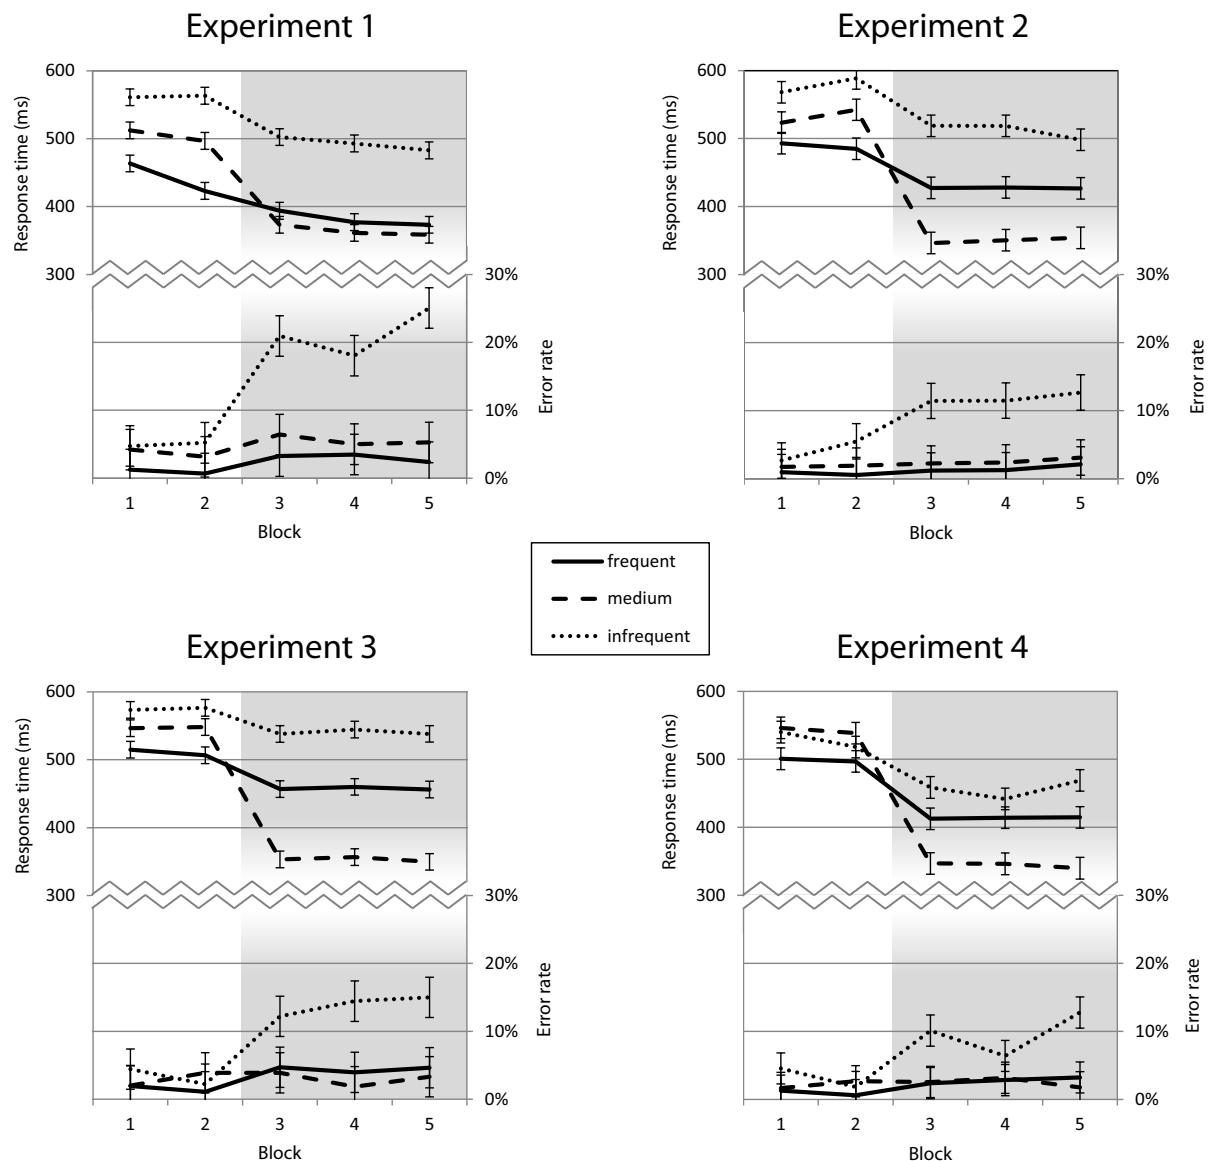 Experiment 1
600
500
400
300
Response time (ms)
30%
20%
10%
0%
Error rate
1 2 3 4 5
Block
Experiment 2
600
500
400
300
Response time (ms)
30%
20%
10%
0%
Error rate
1 2 3 4 5
Block
frequent
medium
infrequent
Experiment 3
600
500
400
300
Response time (ms)
30%
20%
10%
0%
Error rate
1 2 3 4 5
Block
Experiment 4
600
500
400
300
Response time (ms)
30%
20%
10%
0%
Error rate
1 2 3 4 5
Block